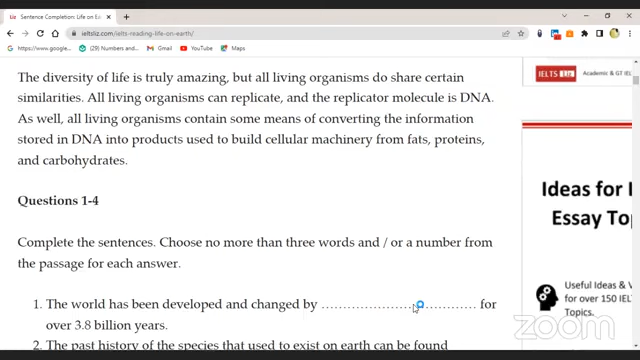 Liz Sentence Completion: Life on Ear
ieltsliz.com/ielts-reading-life-on-earth/
https://www.google
(29) Numbers and
Gmail
YouTube
Maps
The diversity of life is truly amazing, but all living organisms do share certain
similarities. All living organisms can replicate, and the replicator molecule is DNA.
As well, all living organisms contain some means of converting the information
stored in DNA into products used to build cellular machinery from fats, proteins,
and carbohydrates.
Questions 1-4
Complete the sentences. Choose no more than three words and / or a number from
the passage for each answer.
1. The world has been developed and changed by ………………………………… for
over 3.8 billion years.
2. The past history of the species that used to exist on earth can be found
IELTS Liz
Academic & GT IEL
Ideas for I
Essay Top
Useful Ideas & V
for over 150 IELT
Topics.
zoom